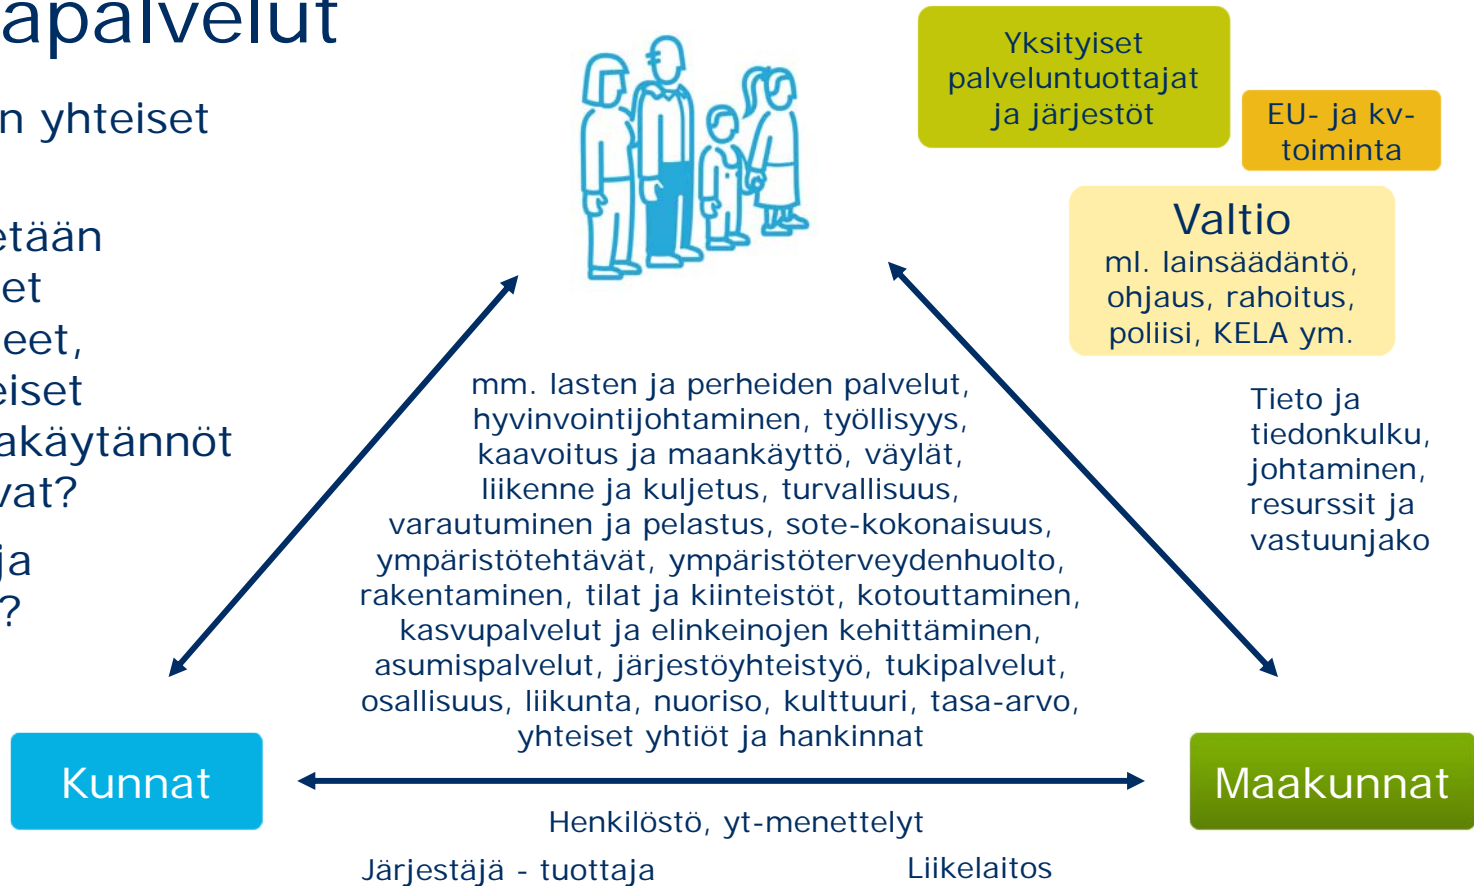 apalvelut
n yhteiset
etään
et
eet,
eiset
akäytännöt
vat?
ja
?
Yksityiset
palveluntuottajat
ja järjestöt
EU- ja kv-
toiminta
Valtio
ml. lainsäädäntö,
ohjaus, rahoitus,
poliisi, KELA ym.
Tieto ja
tiedonkulku,
johtaminen,
resurssit ja
vastuunjako
mm. lasten ja perheiden palvelut,
hyvinvointijohtaminen, työllisyys,
kaavoitus ja maankäyttö, väylät,
liikenne ja kuljetus, turvallisuus,
varautuminen ja pelastus, sote-kokonaisuus,
ympäristötehtävät, ympäristöterveydenhuolto,
rakentaminen, tilat ja kiinteistöt, kotouttaminen,
kasvupalvelut ja elinkeinojen kehittäminen,
asumispalvelut, järjestöyhteistyö, tukipalvelut,
osallisuus, liikunta, nuoriso, kulttuuri, tasa-arvo,
yhteiset yhtiöt ja hankinnat
Kunnat
Maakunnat
Henkilöstö, yt-menettelyt
Järjestäjä - tuottaja
Liikelaitos